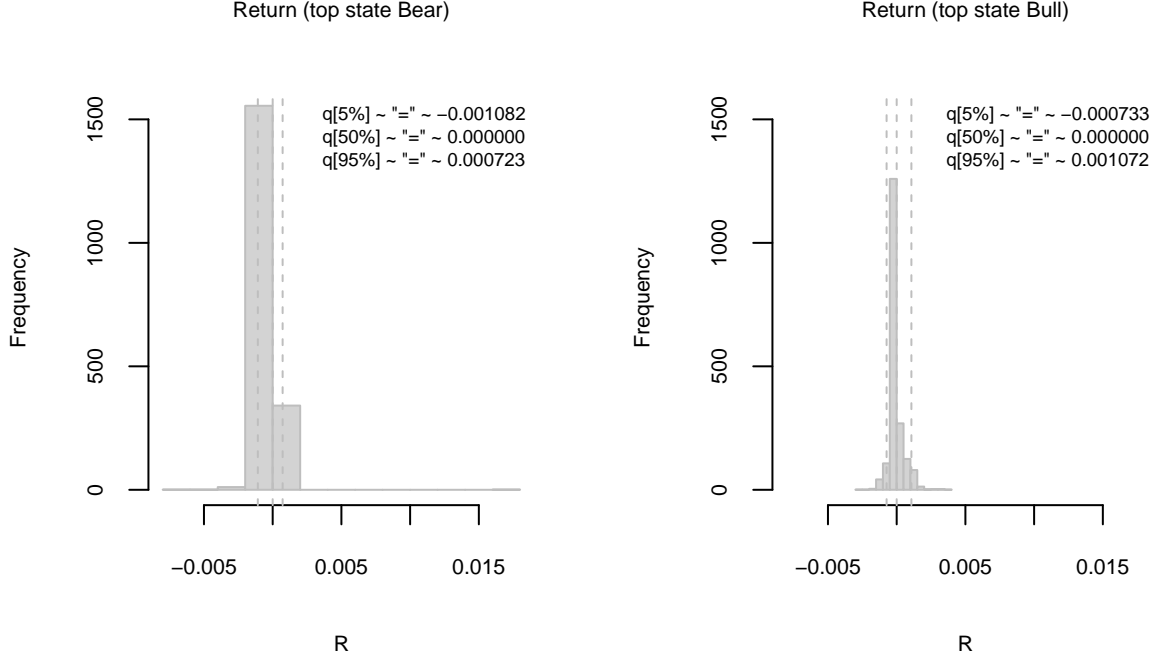 Return (top state Bear)
q[5%] ~ "=" ~ −0.001082
q[50%] ~ "=" ~ 0.000000
q[95%] ~ "=" ~ 0.000723
Frequency
1500
1000
500
0
−0.005
0.005
0.015
R
Return (top state Bull)
q[5%] ~ "=" ~ −0.000733
q[50%] ~ "=" ~ 0.000000
q[95%] ~ "=" ~ 0.001072
Frequency
1500
1000
500
0
−0.005
0.005
0.015
R